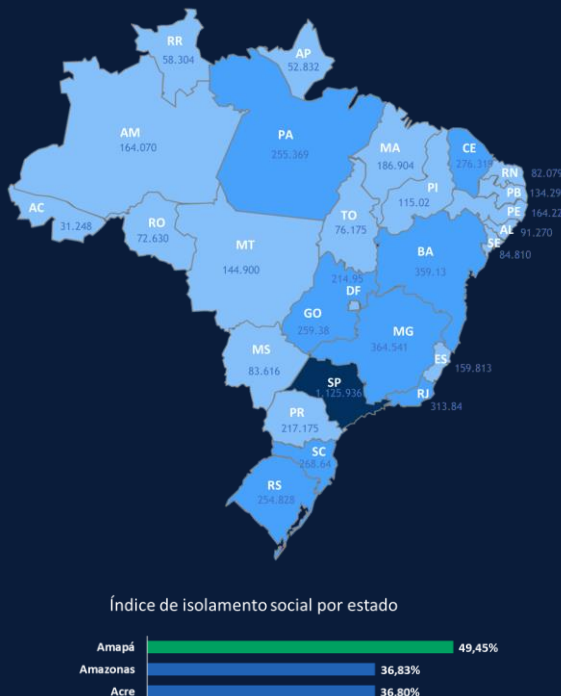 RR
58.304
AP
52.832
AM
164.070
PA
255.369
MA
186.904
CE
276.319
RN 82.079
PB 134.29
PI
115.02
PE 164.22
AL 91.270
SE 84.810
AC
31.248
RO
72.630
TO
76.175
MT
144.900
BA
359.13
214.95
DF
GO
259.38
MG
364.541
MS
83.616
ES 159.813
SP
1.125.936
RJ
313.84
PR
217.175
SC
268.64
RS
254.828
Índice de isolamento social por estado
Amapá 49,45%
Amazonas 36,83%
Acre 36,80%